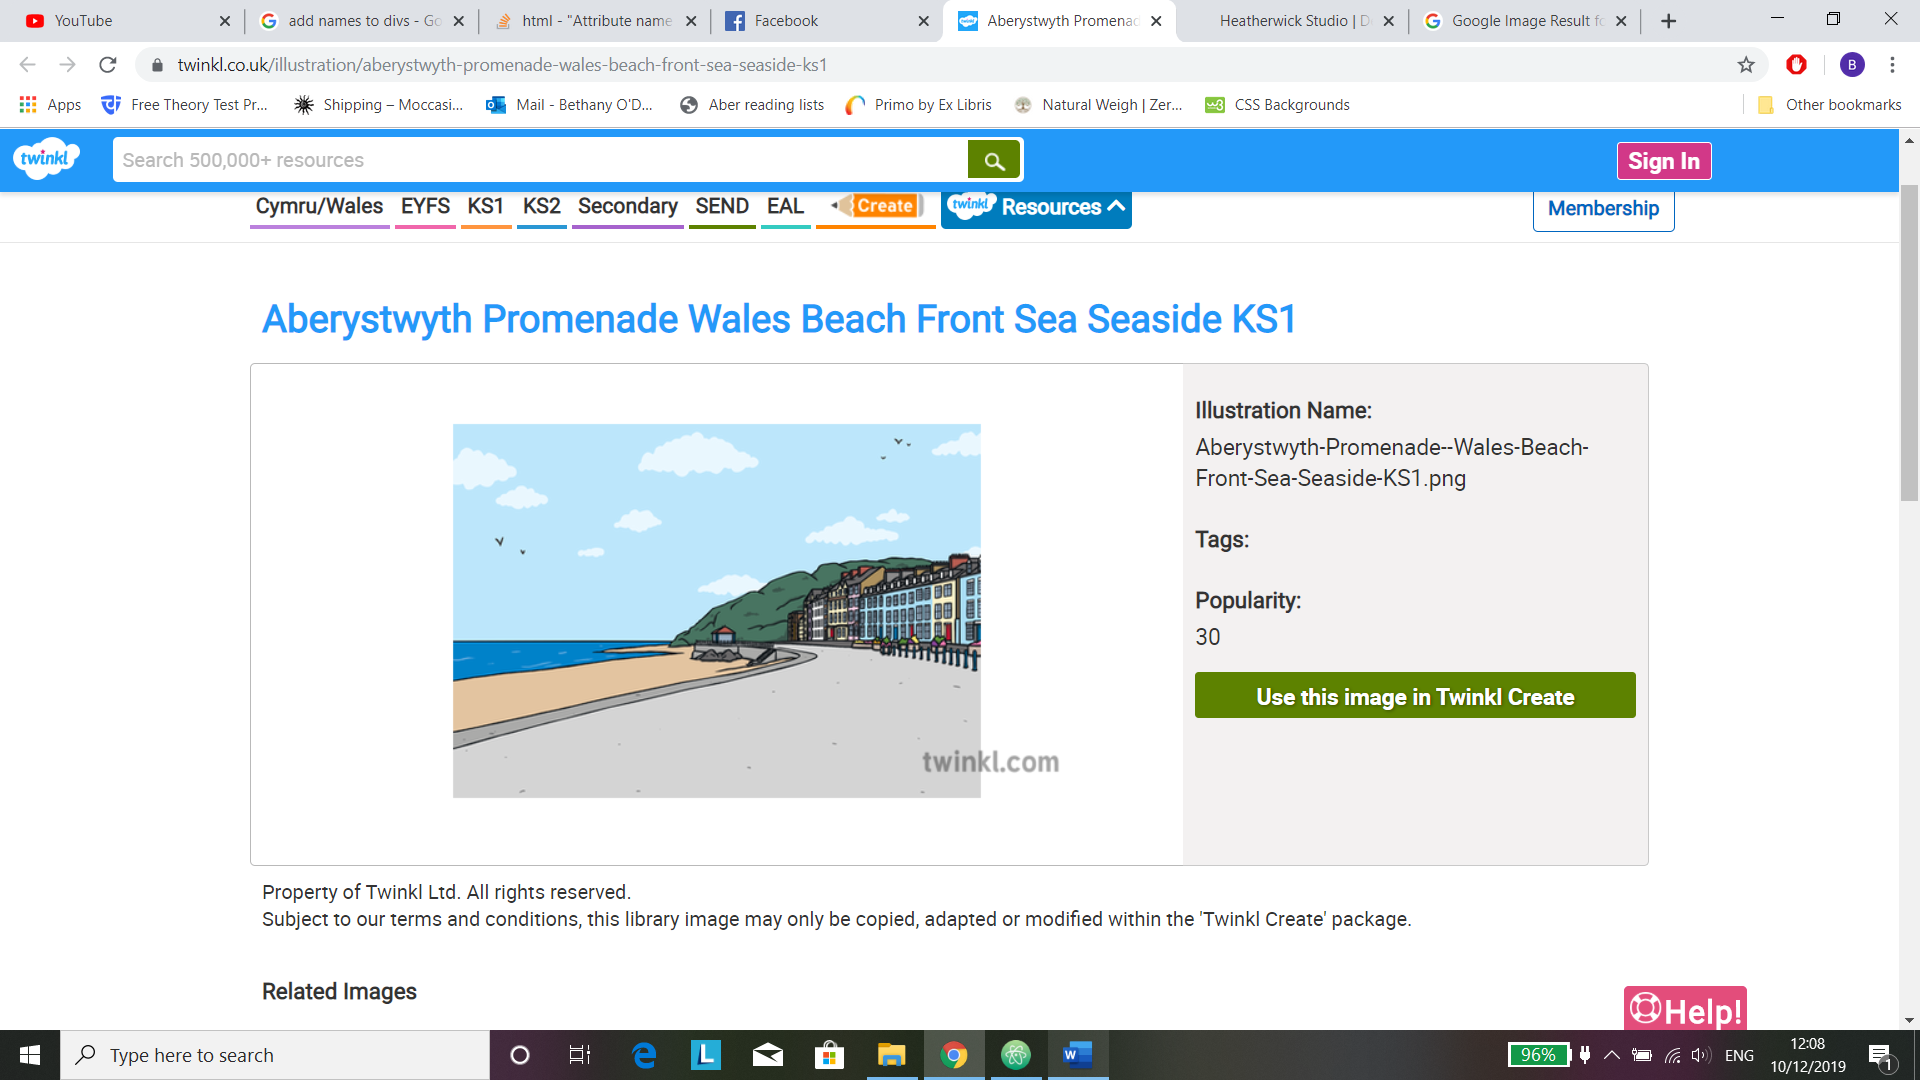 YouTube
add names to divs - Go
html - "Attribute name
Facebook
Aberystwyth Promenad
Heatherwick Studio | D
Google Image Result fo
twinkl.co.uk/illustration/aberystwyth-promenade-wales-beach-front-sea-seaside-ks1
B
Apps
Free Theory Test Pr...
Shipping – Moccasi...
Mail - Bethany O'D...
Aber reading lists
Primo by Ex Libris
Natural Weigh | Zer...
CSS Backgrounds
Other bookmarks
twinkl
Search 500,000+ resources
Sign In
Cymru/Wales
EYFS
KS1
KS2
Secondary
SEND
EAL
Create
twinkl Resources
Membership
Aberystwyth Promenade Wales Beach Front Sea Seaside KS1
twinkl.com
Illustration Name:
Aberystwyth-Promenade--Wales-Beach-
Front-Sea-Seaside-KS1.png
Tags:
Popularity:
30
Use this image in Twinkl Create
Property of Twinkl Ltd. All rights reserved.
Subject to our terms and conditions, this library image may only be copied, adapted or modified within the 'Twinkl Create' package.
Related Images
Help!
Type here to search
96%
ENG
12:08
10/12/2019
1